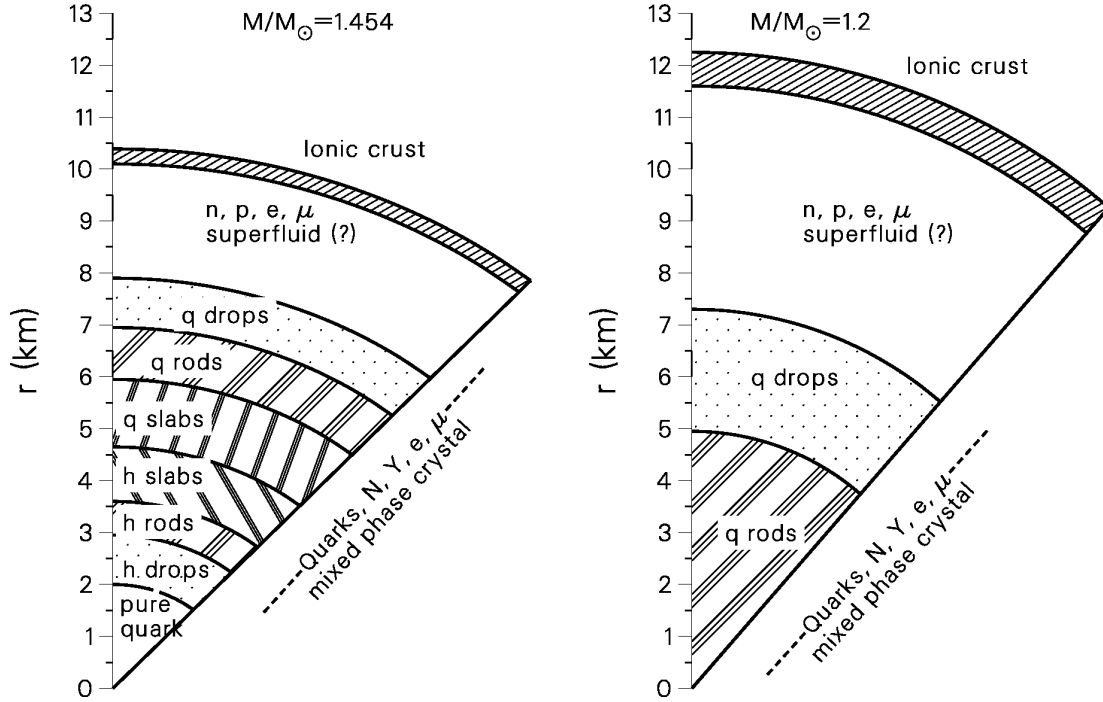 M/M☉=1.454
13
12
11
10
9
8
7
6
5
4
3
2
1
0
r (km)
Ionic crust
n, p, e, μ
superfluid (?)
q drops
q rods
q slabs
h slabs
h rods
h drops
pure
quark
Quarks, N, Y, e, μ
mixed phase crystal
M/M☉=1.2
13
12
11
10
9
8
7
6
5
4
3
2
1
0
r (km)
Ionic crust
n, p, e, μ
superfluid (?)
q drops
q rods
Quarks, N, Y, e, μ
mixed phase crystal